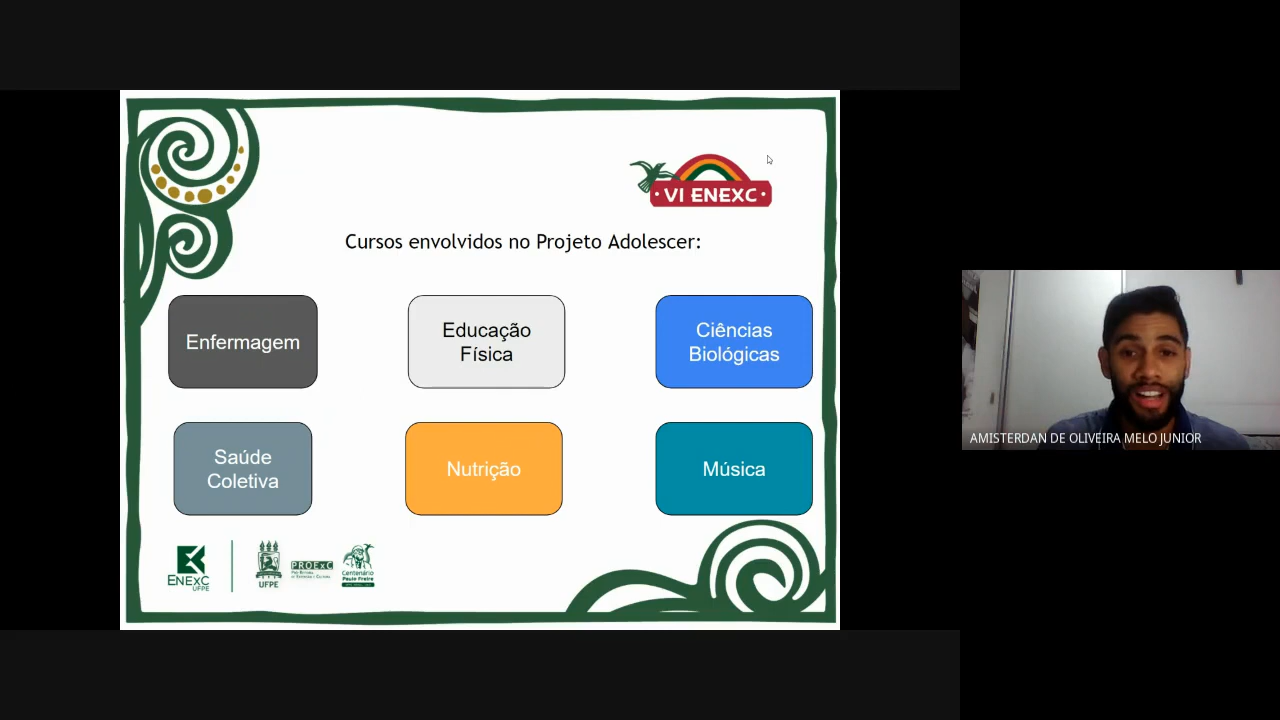 • VI ENEXC •
Cursos envolvidos no Projeto Adolescer:
Enfermagem
Educação
Física
Ciências
Biológicas
Saúde
Coletiva
Nutrição
Música
ENEXC
UFPE
UFPE
PROExC
Centenário
Paulo Freire
AMISTERDAN DE OLIVEIRA MELO JUNIOR